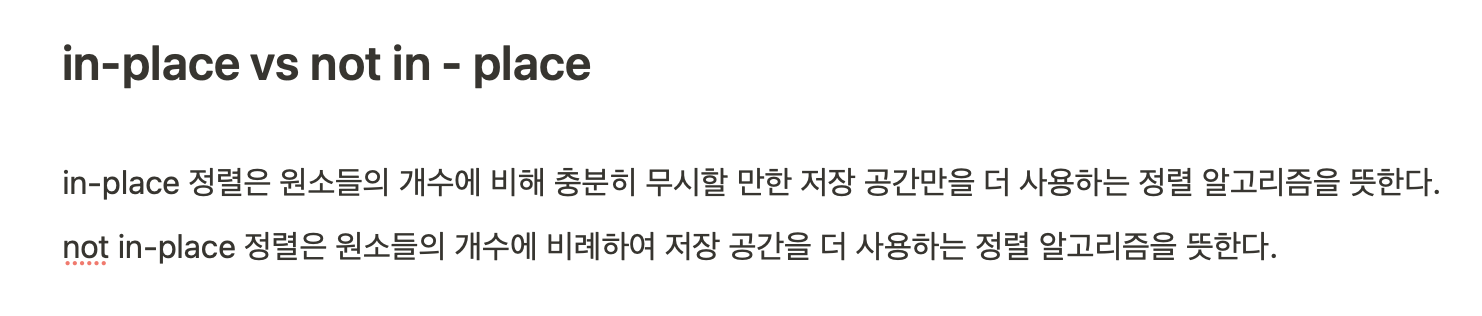 in-place vs not in - place
in-place 정렬은 원소들의 개수에 비해 충분히 무시할 만한 저장 공간만을 더 사용하는 정렬 알고리즘을 뜻한다.
not in-place 정렬은 원소들의 개수에 비례하여 저장 공간을 더 사용하는 정렬 알고리즘을 뜻한다.